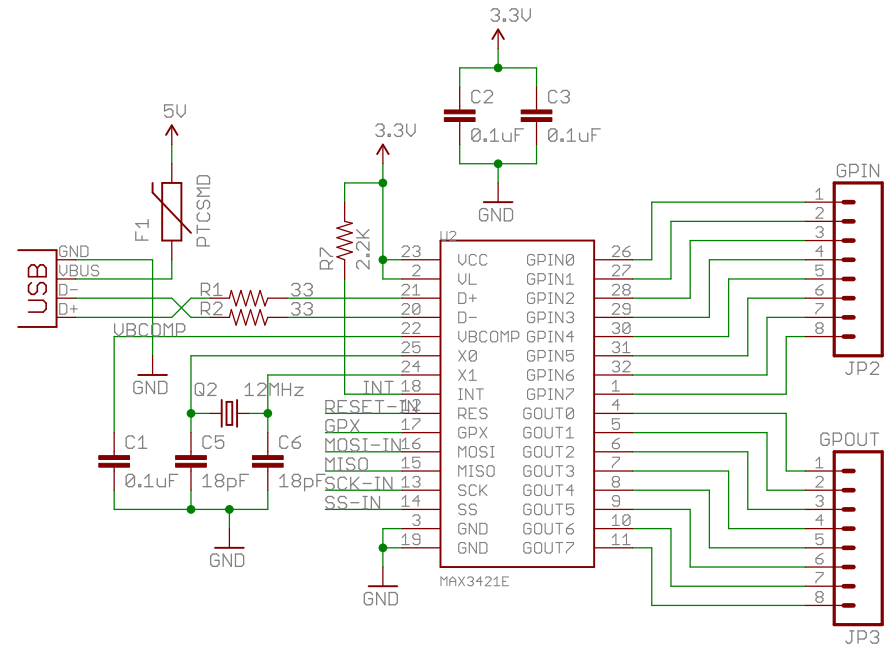 3.3V
C2
C3
0.1uF
0.1uF
GND
5V
3.3V
F1
PTCSMD
R7
2.2K
USB
GND
VBUS
D-
D+
R1
33
R2
33
VBCOMP
GND
Q2
12MHz
C1
0.1uF
C5
18pF
C6
18pF
GND
INT
RESET-IN
GPX
MOSI-IN
MISO
SCK-IN
SS-IN
GND
U2
23 VCC GPIN0 26
2 VL GPIN1 27
21 D+ GPIN2 28
20 D- GPIN3 29
22 VBCOMP GPIN4 30
25 X0 GPIN5 31
24 X1 GPIN6 32
18 INT GPIN7 1
12 RES GOUT0 4
17 GPX GOUT1 5
16 MOSI GOUT2 6
15 MISO GOUT3 7
13 SCK GOUT4 8
14 SS GOUT5 9
3 GND GOUT6 10
19 GND GOUT7 11
MAX3421E
GPIN
1
2
3
4
5
6
7
8
JP2
GPOUT
1
2
3
4
5
6
7
8
JP3